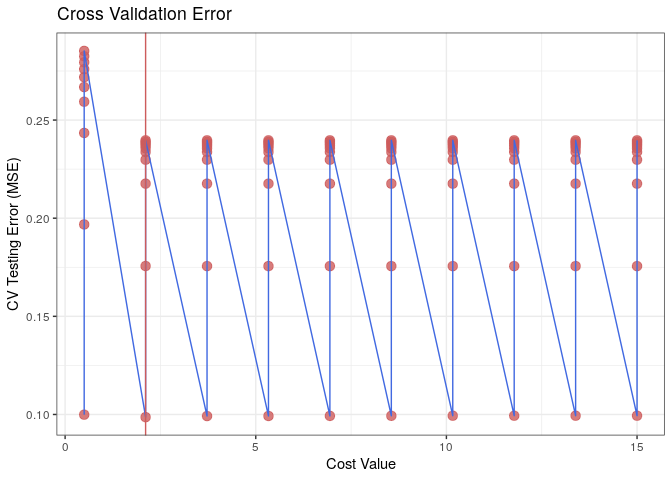 Cross Validation Error
CV Testing Error (MSE)
0.25
0.20
0.15
0.10
0
5
10
15
Cost Value